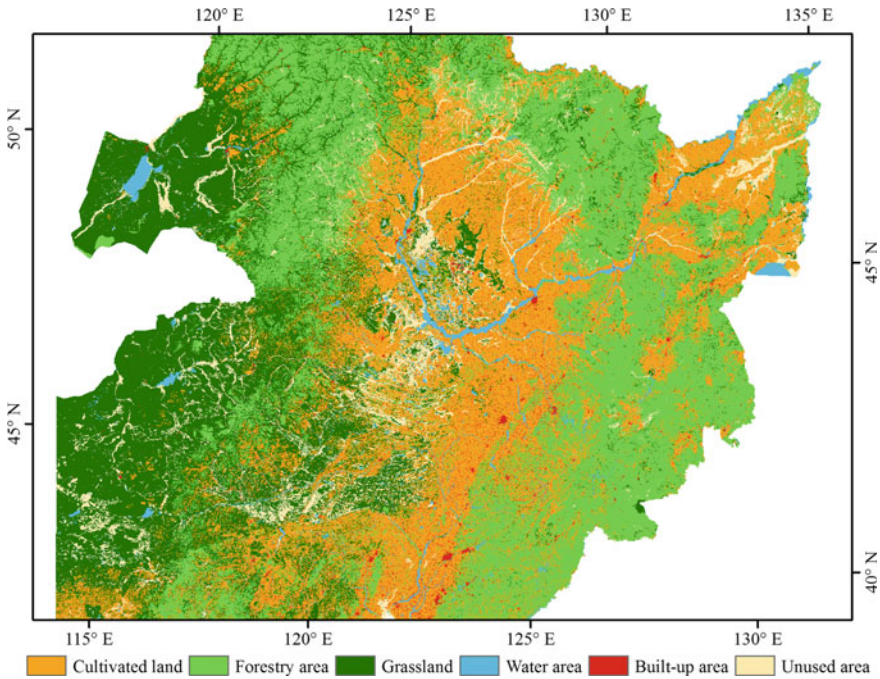 120° E 125° E 130° E 135° E
50° N
45° N
45° N
40° N
115° E 120° E 125° E 130° E
Cultivated land Forestry area Grassland Water area Built-up area Unused area